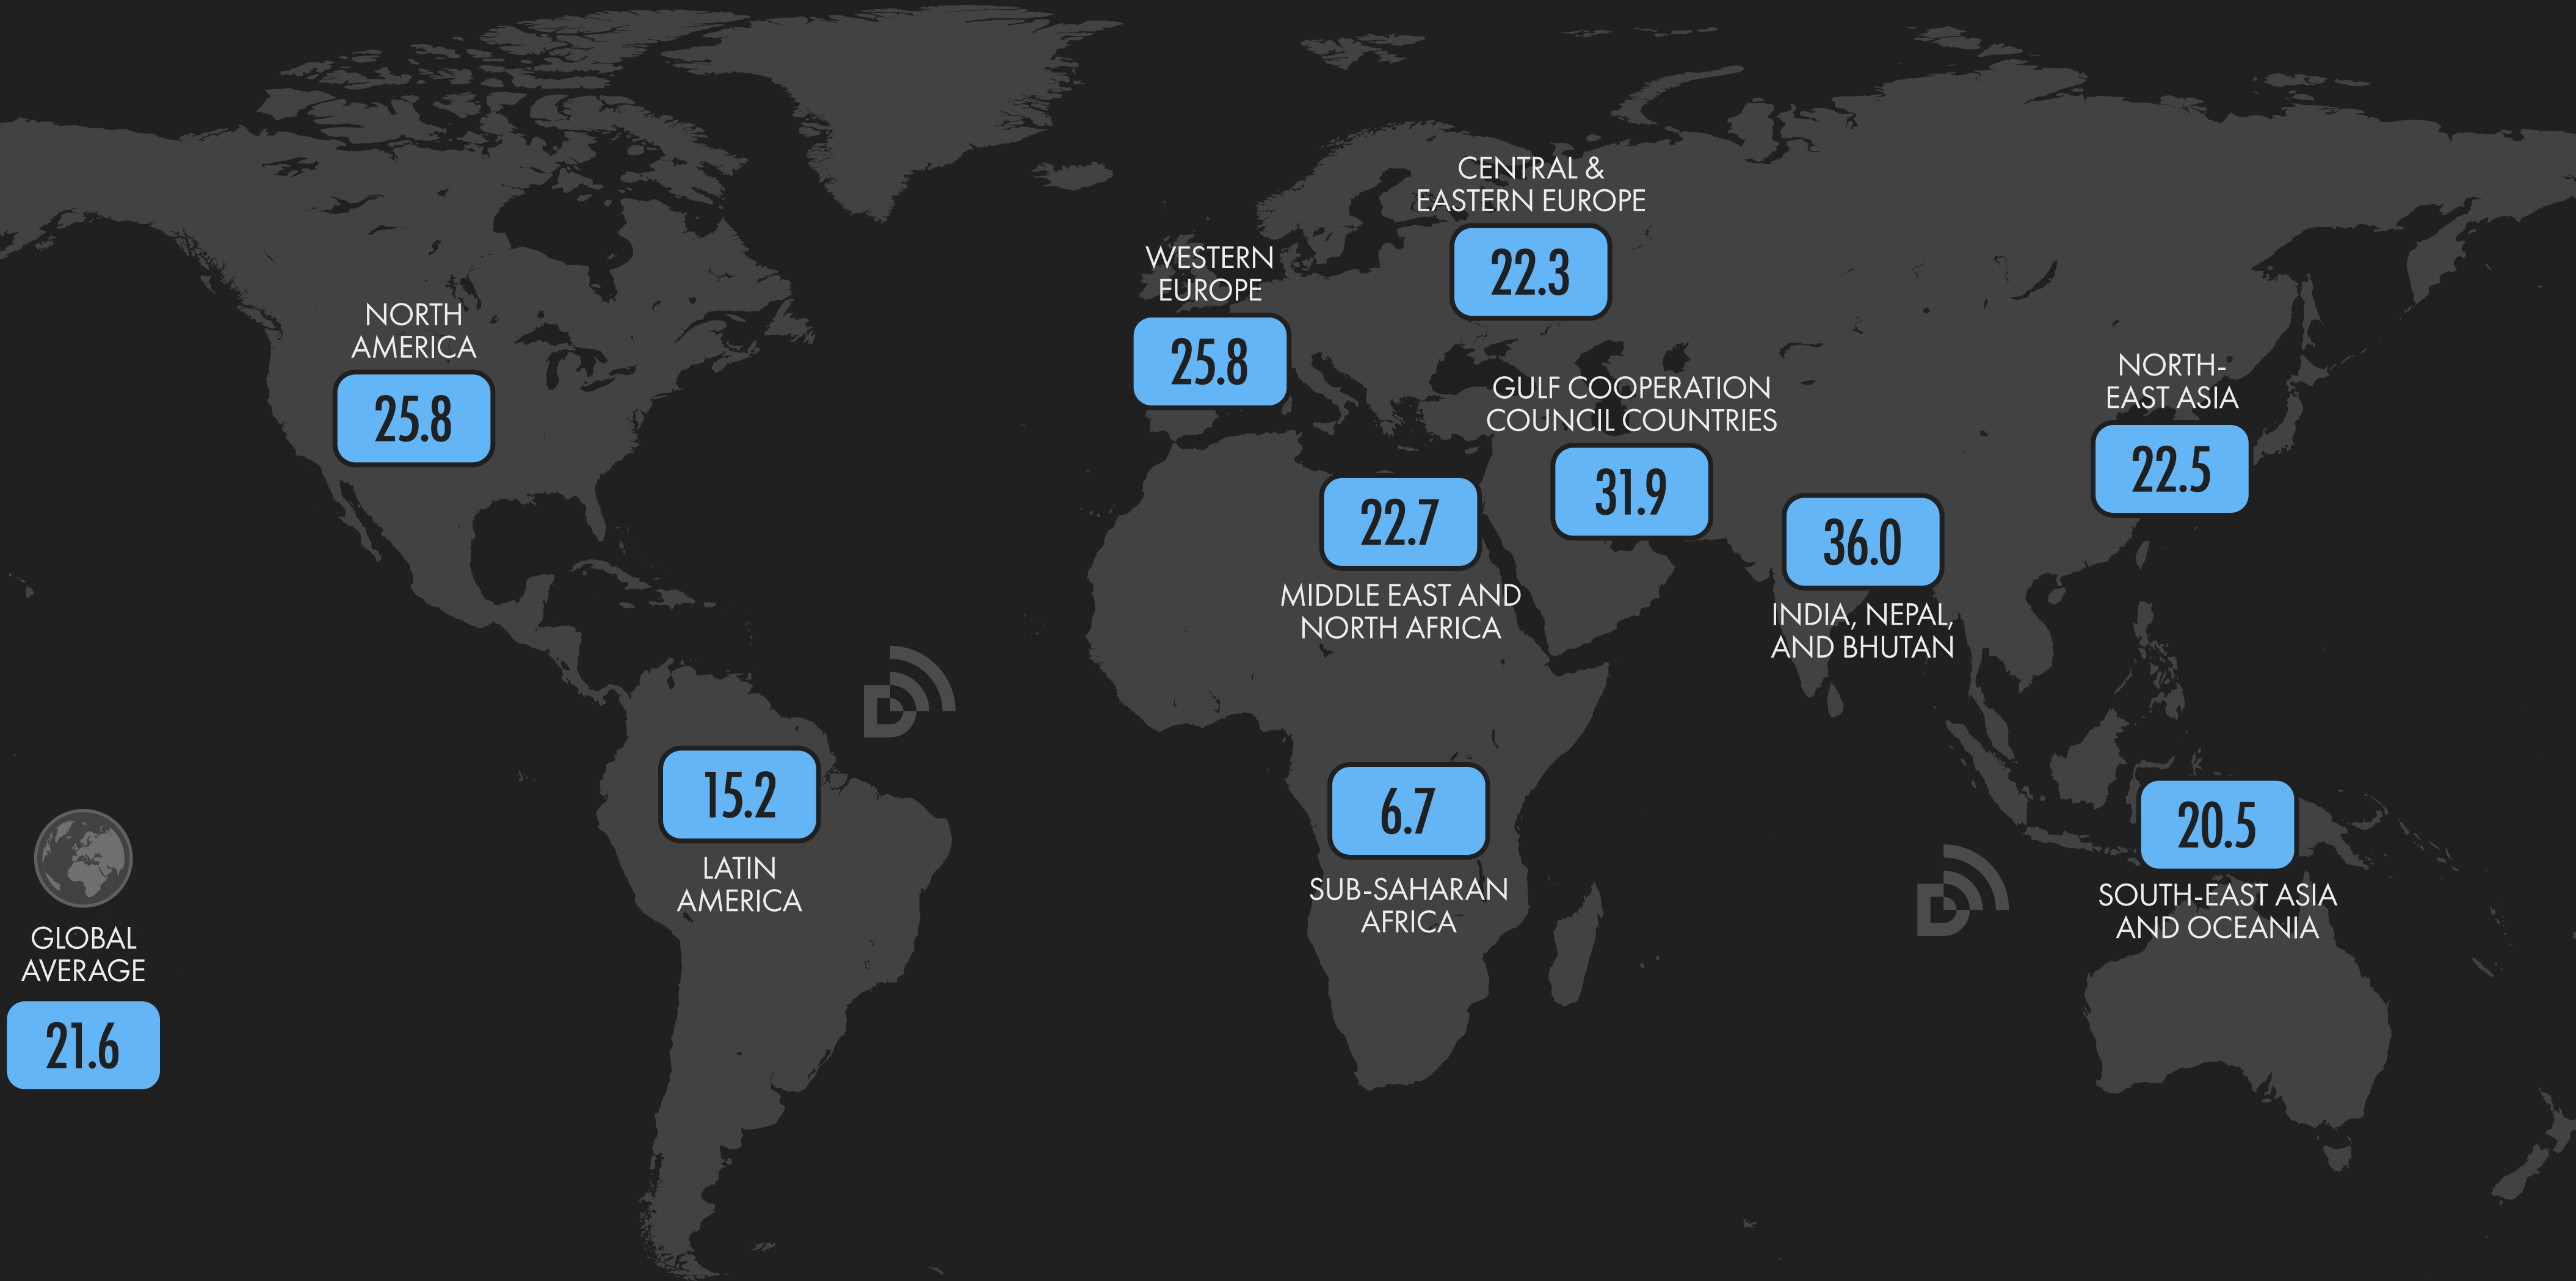 CENTRAL &
EASTERN EUROPE
22.3
WESTERN
EUROPE
25.8
NORTH
AMERICA
25.8
NORTH-
EAST ASIA
22.5
GULF COOPERATION
COUNCIL COUNTRIES
31.9
22.7
MIDDLE EAST AND
NORTH AFRICA
36.0
INDIA, NEPAL,
AND BHUTAN
15.2
LATIN
AMERICA
6.7
SUB-SAHARAN
AFRICA
20.5
SOUTH-EAST ASIA
AND OCEANIA
GLOBAL
AVERAGE
21.6